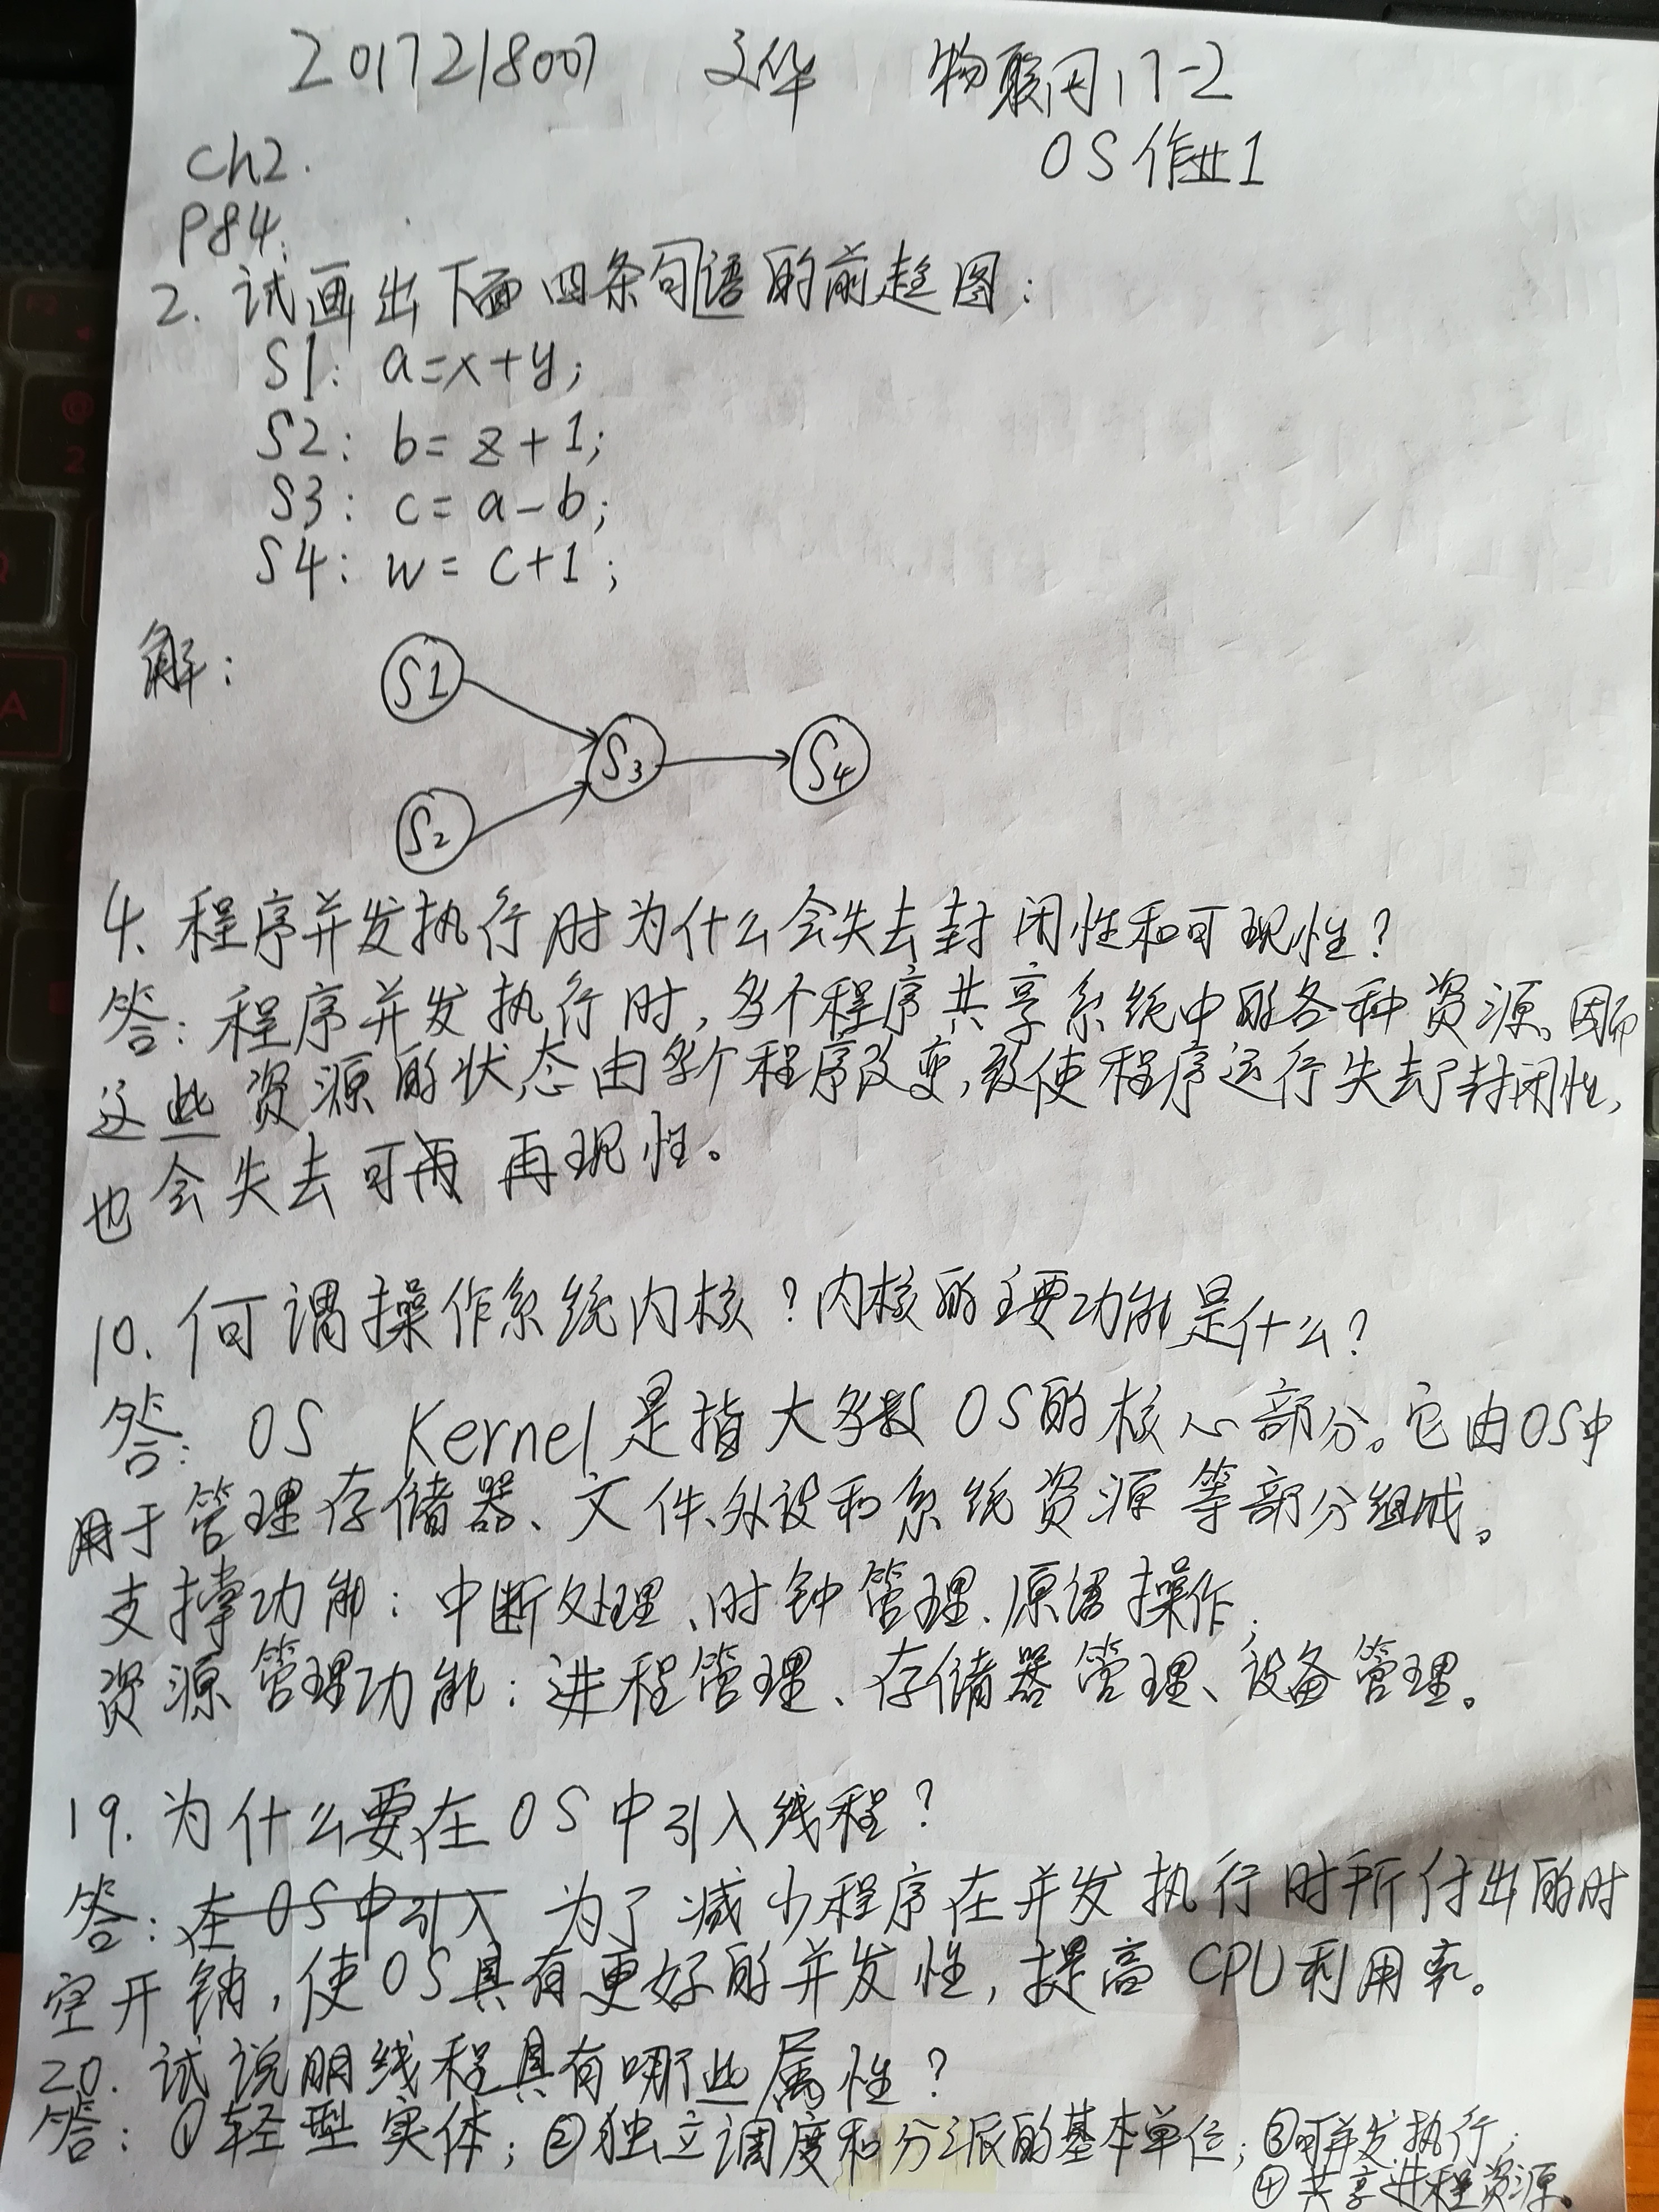 2017218007 文华 物联网17-2
OS作业1
Ch2.
P84:
2. 试画出下面四条句语的前趋图:
S1: a=x+y;
S2: b=z+1;
S3: c=a-b;
S4: w=c+1;
解:
S1
S3 S4
S2
4. 程序并发执行时为什么会失去封闭性和可现性?
答: 程序并发执行时,多个程序共享系统中的各种资源。因而
这些资源的状态由多个程序改变,致使程序运行失去了封闭性,
也会失去可再 再现性。
10. 何谓操作系统内核?内核的主要功能是什么?
答: OS Kernel是指大多数OS的核心部分。它由OS中
用于管理存储器、文件、外设和系统资源等部分组成。
支撑功能: 中断处理、时钟管理、原语操作;
资源管理功能: 进程管理、存储器管理、设备管理。
19. 为什么要在OS中引入线程?
答: 在OS中引入 为了减少程序在并发执行时所付出的时
空开销,使OS具有更好的并发性,提高CPU利用率。
20. 试说明线程具有哪些属性?
答: ①轻型实体; ②独立调度和分派的基本单位; ③可并发执行;
④共享进程资源。